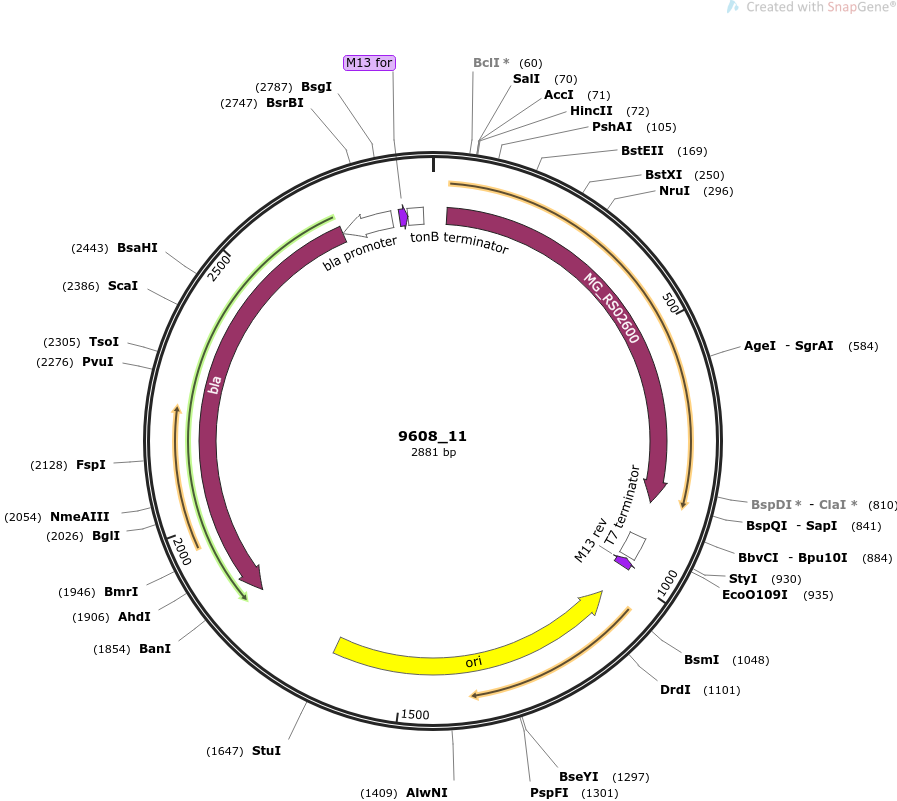 Created with SnapGene®
M13 for
BclI * (60)
SalI (70)
AccI (71)
HincII (72)
PshAI (105)
BstEII (169)
BstXI (250)
NruI (296)
(2787) BsgI
(2747) BsrBI
500
AgeI - SgrAI (584)
BspDI * - ClaI * (810)
BspQI - SapI (841)
BbvCI - Bpu10I (884)
StyI (930)
EcoO109I (935)
1000
BsmI (1048)
DrdI (1101)
BseYI (1297)
PspFI (1301)
(1409) AlwNI
1500
(1647) StuI
(1854) BanI
(1906) AhdI
(1946) BmrI
2000
(2026) BglI
(2054) NmeAIII
(2128) FspI
(2276) PvuI
(2305) TsoI
(2386) ScaI
(2443) BsaHI
2500
bla promoter
tonB terminator
MG_RS02600
bla
T7 terminator
M13 rev
ori
9608_11
2881 bp